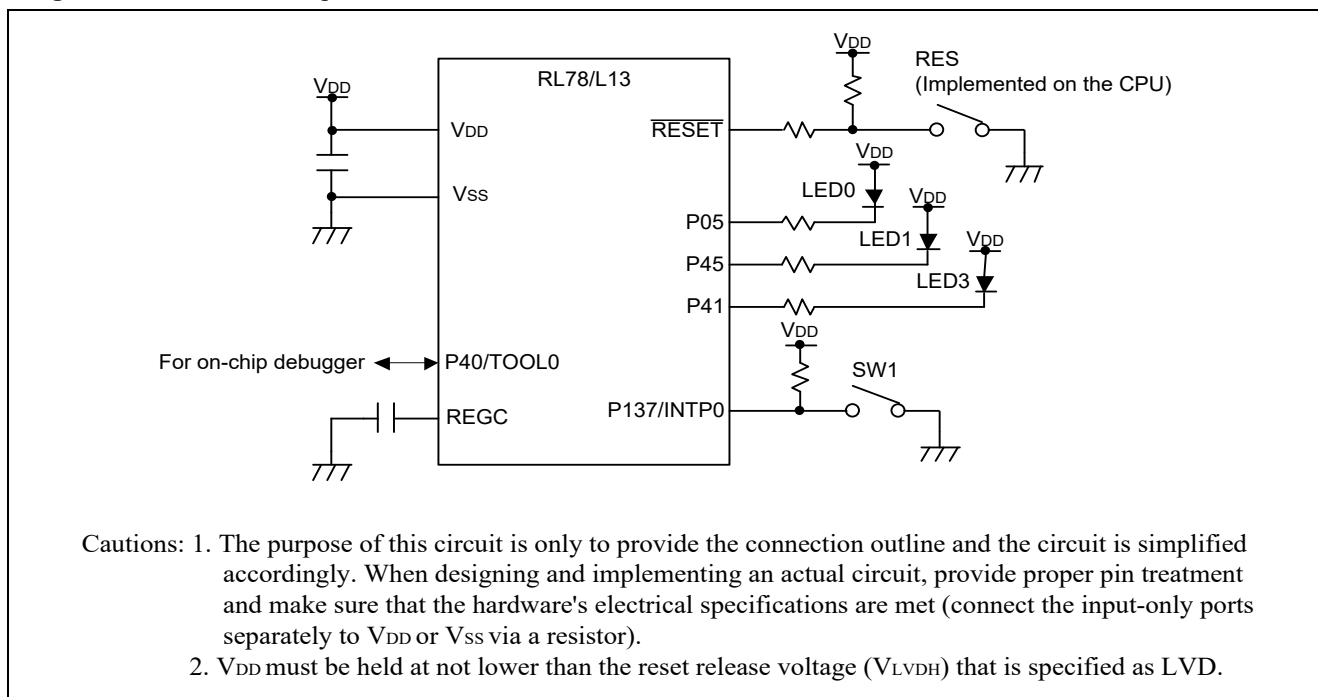 VDD
RL78/L13
RES
(Implemented on the CPU)
VDD
VDD
RESET
VDD
LED0
VDD
VSS
P05
LED1
VDD
P45
LED3
P41
VDD
For on-chip debugger
P40/TOOL0
SW1
P137/INTP0
REGC
Cautions: 1. The purpose of this circuit is only to provide the connection outline and the circuit is simplified
accordingly. When designing and implementing an actual circuit, provide proper pin treatment
and make sure that the hardware's electrical specifications are met (connect the input-only ports
separately to VDD or VSS via a resistor).
2. VDD must be held at not lower than the reset release voltage (VLVDH) that is specified as LVD.